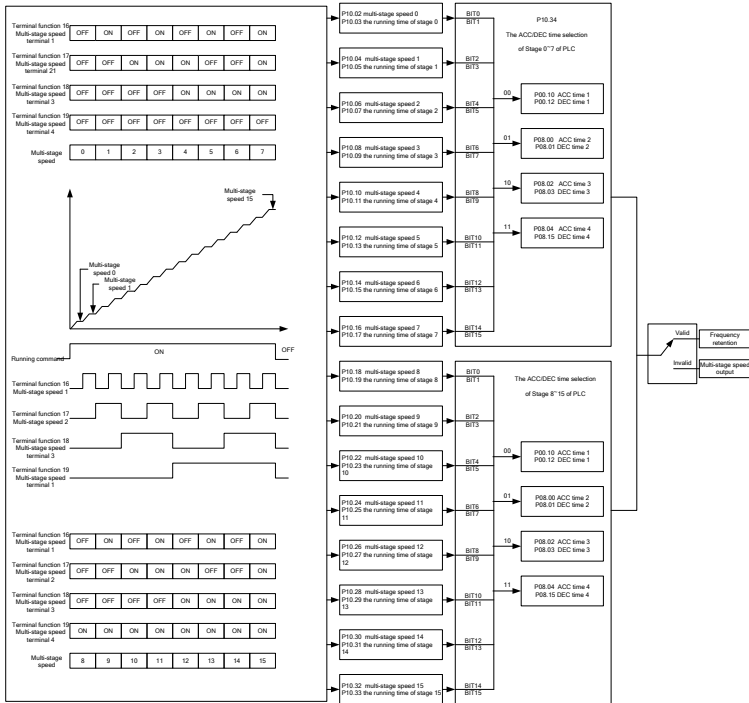 Terminal function 16
Multi-stage speed
terminal 1
OFF ON OFF ON OFF ON OFF ON
Terminal function 17
Multi-stage speed
terminal 21
OFF OFF ON ON OFF OFF ON ON
Terminal function 18
Multi-stage speed
terminal 3
OFF OFF OFF OFF ON ON ON ON
Terminal function 19
Multi-stage speed
terminal 4
OFF OFF OFF OFF OFF OFF OFF OFF
Multi-stage
speed
0 1 2 3 4 5 6 7
Multi-stage
speed 15
Multi-stage
speed 0
Multi-stage
speed 1
Running command
ON
OFF
Terminal function 16
Multi-stage speed 1
Terminal function 17
Multi-stage speed 2
Terminal function 18
Multi-stage speed
terminal 3
Terminal function 19
Multi-stage speed
terminal 1
Terminal function 16
Multi-stage speed
terminal 1
OFF ON OFF ON OFF ON OFF ON
Terminal function 17
Multi-stage speed
terminal 2
OFF OFF ON ON OFF OFF ON ON
Terminal function 18
Multi-stage speed
terminal 3
OFF OFF OFF OFF ON ON ON ON
Terminal function 19
Multi-stage speed
terminal 4
ON ON ON ON ON ON ON ON
Multi-stage
speed
8 9 10 11 12 13 14 15
P10.02 multi-stage speed 0
P10.03 the running time of stage 0
P10.04 multi-stage speed 1
P10.05 the running time of stage 1
P10.06 multi-stage speed 2
P10.07 the running time of stage 2
P10.08 multi-stage speed 3
P10.09 the running time of stage 3
P10.10 multi-stage speed 4
P10.11 the running time of stage 4
P10.12 multi-stage speed 5
P10.13 the running time of stage 5
P10.14 multi-stage speed 6
P10.15 the running time of stage 6
P10.16 multi-stage speed 7
P10.17 the running time of stage 7
P10.18 multi-stage speed 8
P10.19 the running time of stage 8
P10.20 multi-stage speed 9
P10.21 the running time of stage 9
P10.22 multi-stage speed 10
P10.23 the running time of stage
10
P10.24 multi-stage speed 11
P10.25 the running time of stage
11
P10.26 multi-stage speed 12
P10.27 the running time of stage
12
P10.28 multi-stage speed 13
P10.29 the running time of stage
13
P10.30 multi-stage speed 14
P10.31 the running time of stage
14
P10.32 multi-stage speed 15
P10.33 the running time of stage 15
BIT0
BIT1
BIT2
BIT3
BIT4
BIT5
BIT6
BIT7
BIT8
BIT9
BIT10
BIT11
BIT12
BIT13
BIT14
BIT15
P10.34
The ACC/DEC time selection
of Stage 0~7 of PLC
00
P00.10 ACC time 1
P00.12 DEC time 1
01
P08.00 ACC time 2
P08.01 DEC time 2
10
P08.02 ACC time 3
P08.03 DEC time 3
11
P08.04 ACC time 4
P08.15 DEC time 4
BIT0
BIT1
BIT2
BIT3
BIT4
BIT5
BIT6
BIT7
BIT8
BIT9
BIT10
BIT11
BIT12
BIT13
BIT14
BIT15
The ACC/DEC time selection
of Stage 8~15 of PLC
00
P00.10 ACC time 1
P00.12 DEC time 1
01
P08.00 ACC time 2
P08.01 DEC time 2
10
P08.02 ACC time 3
P08.03 DEC time 3
11
P08.04 ACC time 4
P08.15 DEC time 4
Valid
Frequency
retention
Invalid
Multi-stage speed
output